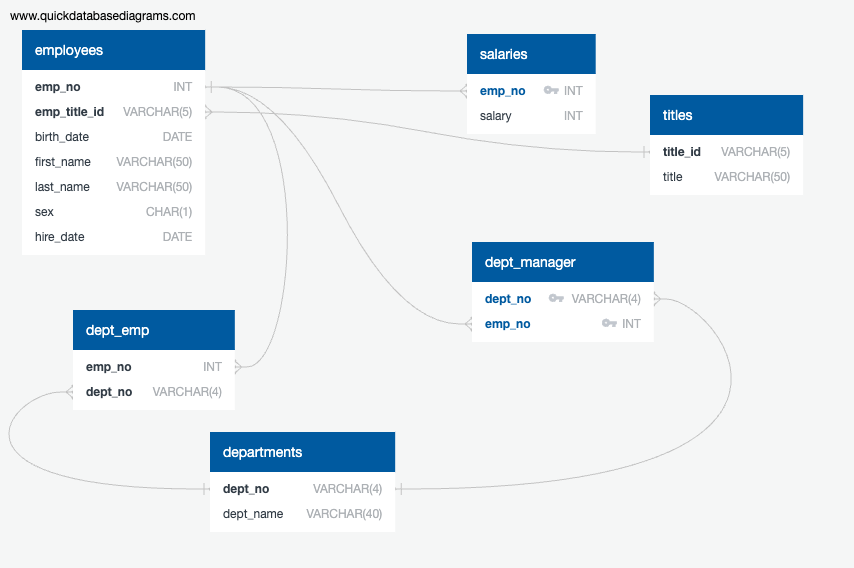 www.quickdatabasediagrams.com
employees
emp_no INT
emp_title_id VARCHAR(5)
birth_date DATE
first_name VARCHAR(50)
last_name VARCHAR(50)
sex CHAR(1)
hire_date DATE
salaries
emp_no INT
salary INT
titles
title_id VARCHAR(5)
title VARCHAR(50)
dept_manager
dept_no VARCHAR(4)
emp_no INT
dept_emp
emp_no INT
dept_no VARCHAR(4)
departments
dept_no VARCHAR(4)
dept_name VARCHAR(40)